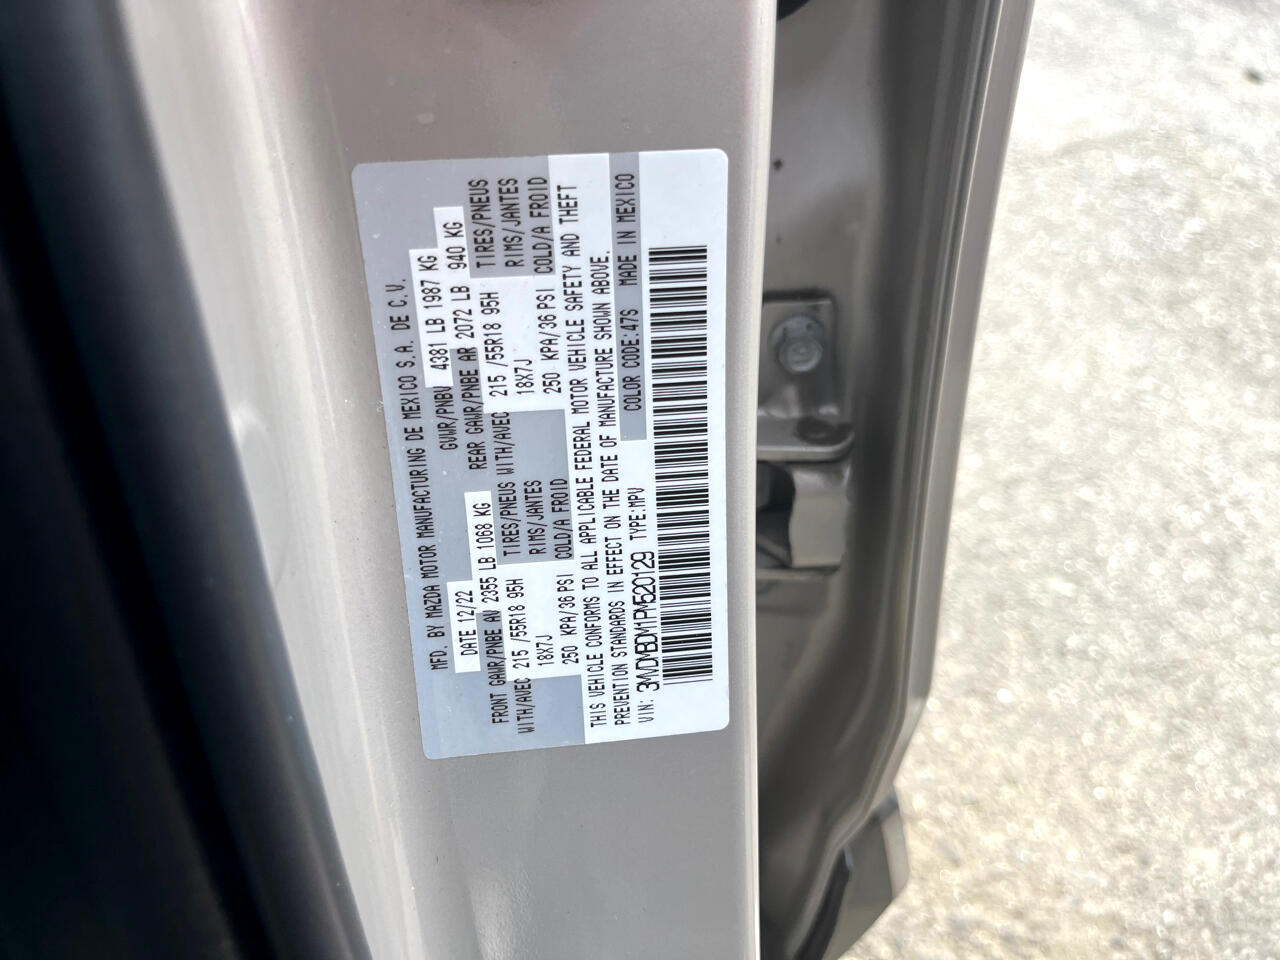 MFD. BY MAZDA MOTOR MANUFACTURING DE MEXICO S.A. DE C.V.
DATE 12/22 GVWR/PNBV 4381 LB 1987 KG
FRONT GAWR/PNBE AV 2355 LB 1068 KG REAR GAWR/PNBE AR 2072 LB 940 KG
WITH/AVEC 215 /55R18 95H TIRES/PNEUS WITH/AVEC 215 /55R18 95H TIRES/PNEUS
18X7J RIMS/JANTES 18X7J RIMS/JANTES
250 KPA/36 PSI COLD/A FROID 250 KPA/36 PSI COLD/A FROID
THIS VEHICLE CONFORMS TO ALL APPLICABLE FEDERAL MOTOR VEHICLE SAFETY AND THEFT
PREVENTION STANDARDS IN EFFECT ON THE DATE OF MANUFACTURE SHOWN ABOVE.
VIN: 3MVDMBDM1PM520129 TYPE:MPV COLOR CODE:47S MADE IN MEXICO